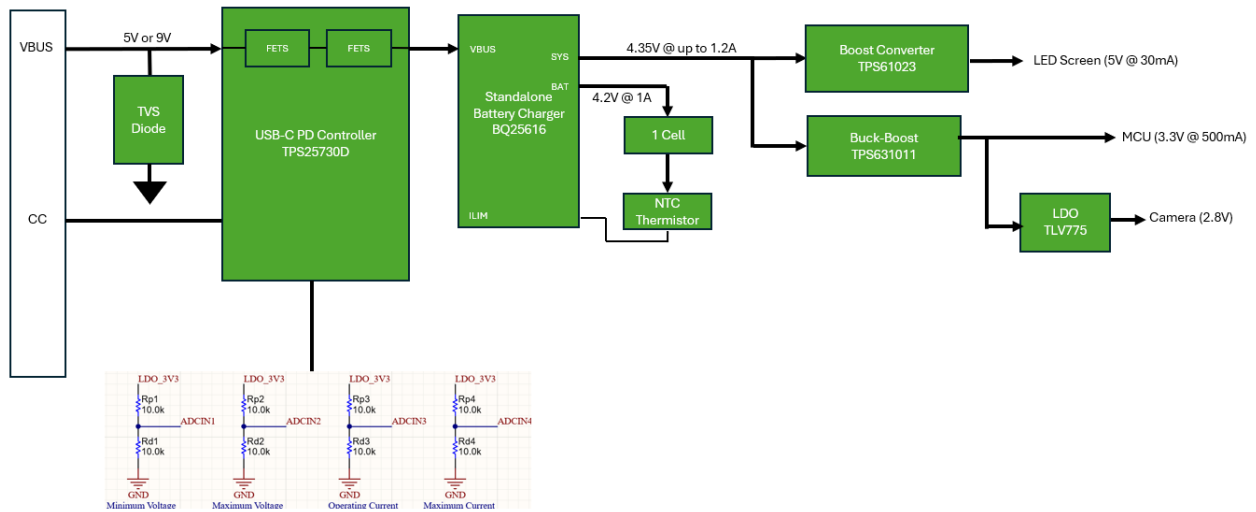 VBUS
5V or 9V
TVS
Diode
CC
FETS
FETS
USB-C PD Controller
TPS25730D
VBUS
SYS
BAT
Standalone
Battery Charger
BQ25616
ILIM
4.35V @ up to 1.2A
4.2V @ 1A
1 Cell
NTC
Thermistor
Boost Converter
TPS61023
LED Screen (5V @ 30mA)
Buck-Boost
TPS631011
MCU (3.3V @ 500mA)
LDO
TLV775
Camera (2.8V)
LDO_3V3
Rp1
10.0k
ADCIN1
Rd1
10.0k
GND
Minimum Voltage
LDO_3V3
Rp2
10.0k
ADCIN2
Rd2
10.0k
GND
Maximum Voltage
LDO_3V3
Rp3
10.0k
ADCIN3
Rd3
10.0k
GND
Operating Current
LDO_3V3
Rp4
10.0k
ADCIN4
Rd4
10.0k
GND
Maximum Current